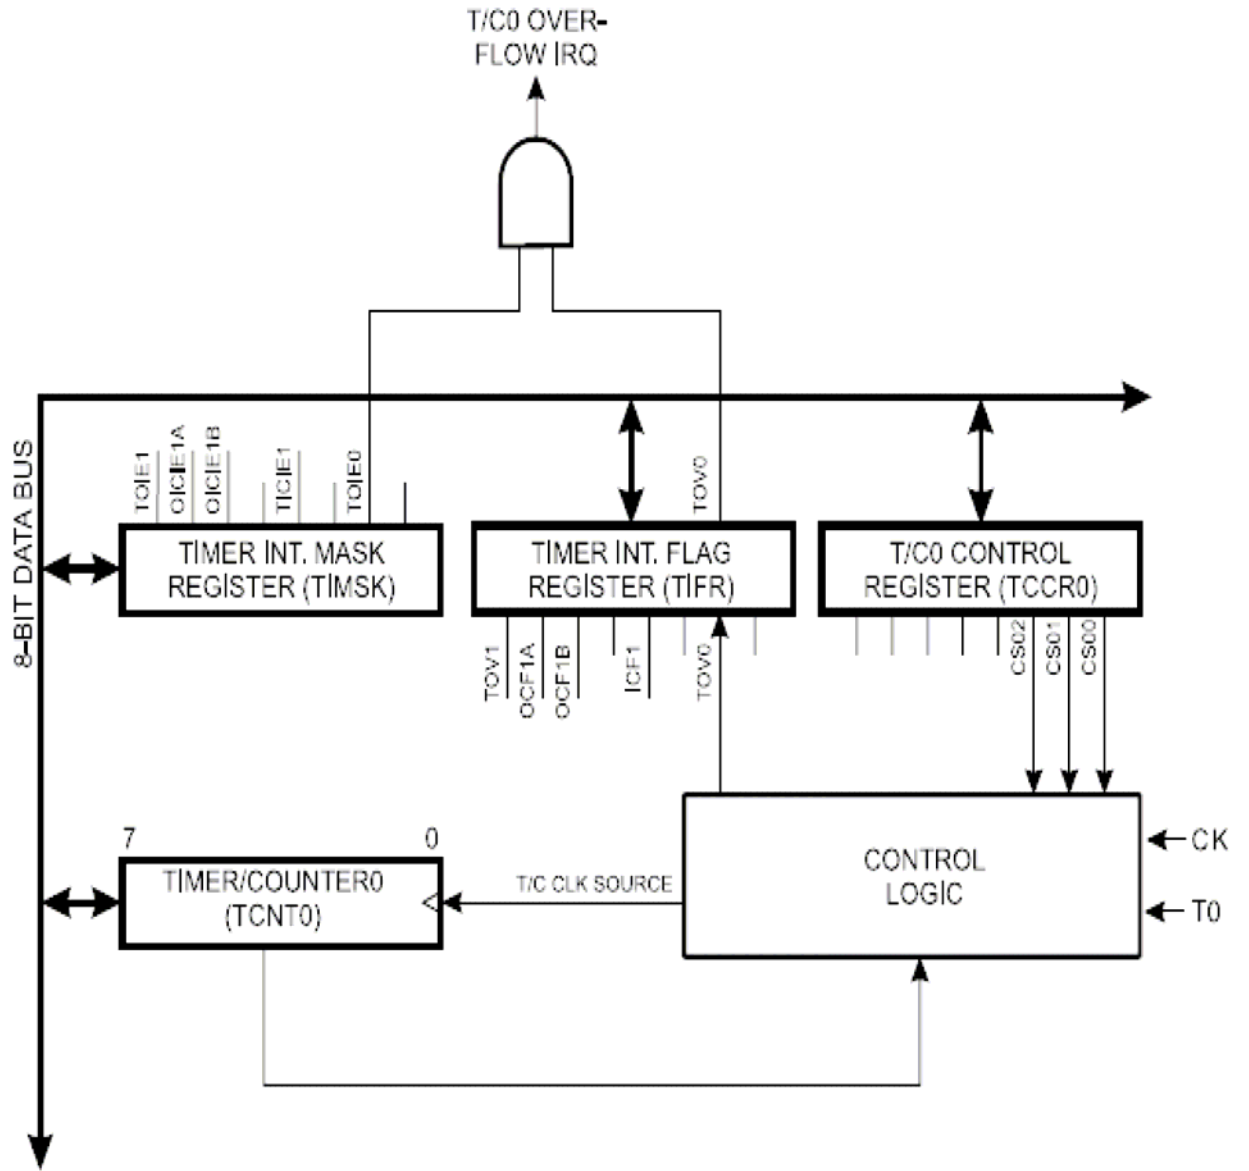 T/C0 OVER-
FLOW IRQ
8-BIT DATA BUS
TOIE1
OICIE1A
OICIE1B
TICIE1
TOIE0
TOV0
TIMER INT. MASK
REGISTER (TIMSK)
TIMER INT. FLAG
REGISTER (TIFR)
T/C0 CONTROL
REGISTER (TCCR0)
TOV1
OCF1A
OCF1B
ICF1
TOV0
CS02
CS01
CS00
7
0
TIMER/COUNTER0
(TCNT0)
T/C CLK SOURCE
CONTROL
LOGIC
CK
T0